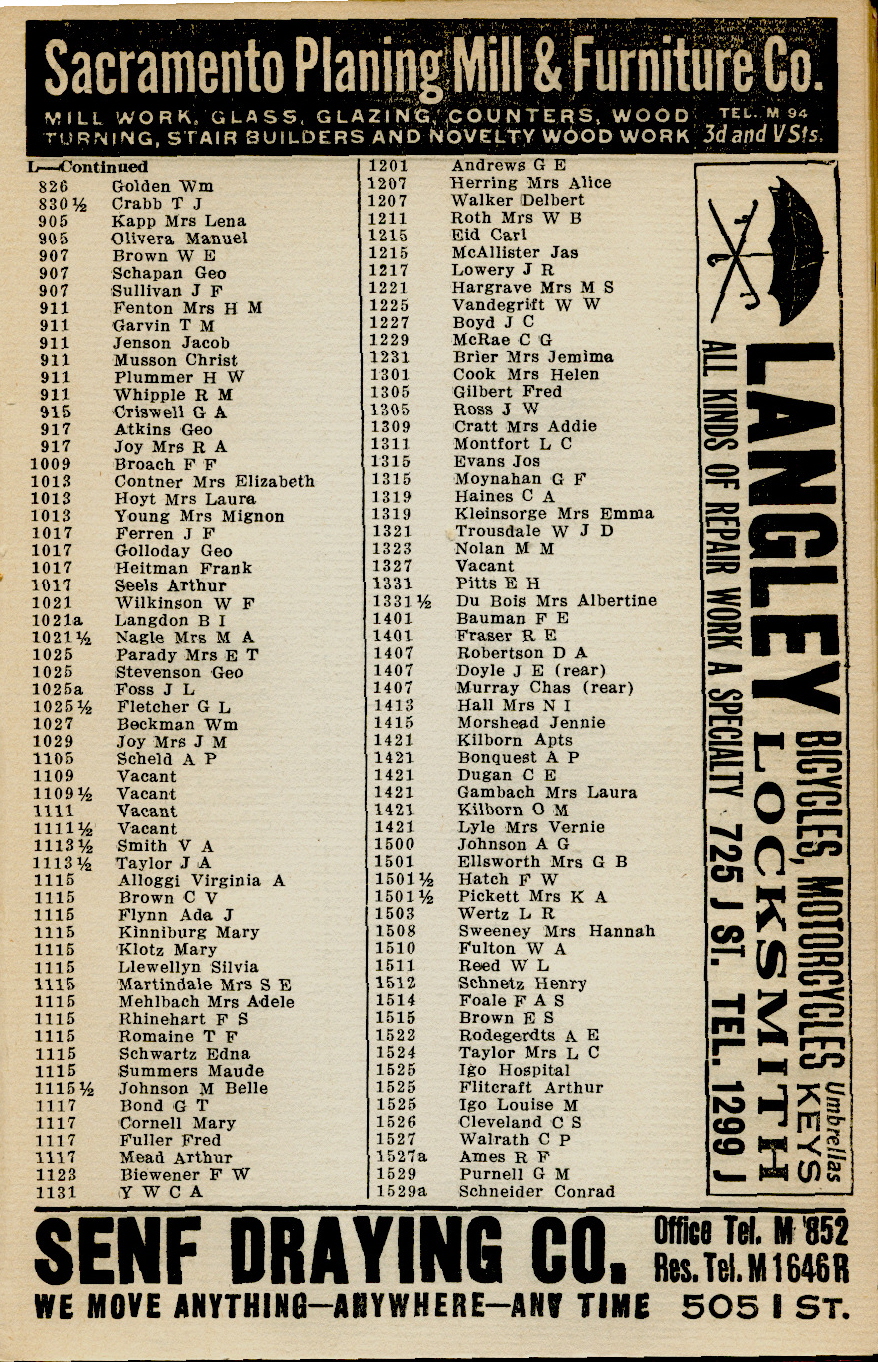 Sacramento Planing Mill & Furniture Co.
MILL WORK, GLASS, GLAZING, COUNTERS, WOOD TEL. M 94
TURNING, STAIR BUILDERS AND NOVELTY WOOD WORK 3d and V Sts.
L—Continued
826 Golden Wm
830½ Crabb T J
905 Kapp Mrs Lena
905 Olivera Manuel
907 Brown W E
907 Schapan Geo
907 Sullivan J F
911 Fenton Mrs H M
911 Garvin T M
911 Jenson Jacob
911 Musson Christ
911 Plummer H W
911 Whipple R M
915 Criswell G A
917 Atkins Geo
917 Joy Mrs R A
1009 Broach F F
1013 Contner Mrs Elizabeth
1013 Hoyt Mrs Laura
1013 Young Mrs Mignon
1017 Ferren J F
1017 Golloday Geo
1017 Heitman Frank
1017 Seels Arthur
1021 Wilkinson W F
1021a Langdon B I
1021½ Nagle Mrs M A
1025 Parady Mrs E T
1025 Stevenson Geo
1025a Foss J L
1025½ Fletcher G L
1027 Beckman Wm
1029 Joy Mrs J M
1105 Scheld A P
1109 Vacant
1109½ Vacant
1111 Vacant
1111½ Vacant
1113½ Smith V A
1113½ Taylor J A
1115 Alloggi Virginia A
1115 Brown C V
1115 Flynn Ada J
1115 Kinniburg Mary
1115 Klotz Mary
1115 Llewellyn Silvia
1115 Martindale Mrs S E
1115 Mehlbach Mrs Adele
1115 Rhinehart F S
1115 Romaine T F
1115 Schwartz Edna
1115 Summers Maude
1115½ Johnson M Belle
1117 Bond G T
1117 Cornell Mary
1117 Fuller Fred
1117 Mead Arthur
1123 Biewener F W
1131 Y W C A
1201 Andrews G E
1207 Herring Mrs Alice
1207 Walker Delbert
1211 Roth Mrs W B
1215 Eid Carl
1215 McAllister Jas
1217 Lowery J R
1221 Hargrave Mrs M S
1225 Vandegrift W W
1227 Boyd J C
1229 McRae C G
1231 Brier Mrs Jemima
1301 Cook Mrs Helen
1305 Gilbert Fred
1305 Ross J W
1309 Cratt Mrs Addie
1311 Montfort L C
1315 Evans Jos
1315 Moynahan G F
1319 Haines C A
1319 Kleinsorge Mrs Emma
1321 Trousdale W J D
1323 Nolan M M
1327 Vacant
1331 Pitts E H
1331½ Du Bois Mrs Albertine
1401 Bauman F E
1401 Fraser R E
1407 Robertson D A
1407 Doyle J E (rear)
1407 Murray Chas (rear)
1413 Hall Mrs N I
1415 Morshead Jennie
1421 Kilborn Apts
1421 Bonquest A P
1421 Dugan C E
1421 Gambach Mrs Laura
1421 Kilborn O M
1421 Lyle Mrs Vernie
1500 Johnson A G
1501 Ellsworth Mrs G B
1501½ Hatch F W
1501½ Pickett Mrs K A
1503 Wertz L R
1508 Sweeney Mrs Hannah
1510 Fulton W A
1511 Reed W L
1512 Schnetz Henry
1514 Foale F A S
1515 Brown E S
1522 Rodegerdts A E
1524 Taylor Mrs L C
1525 Igo Hospital
1525 Flitcraft Arthur
1525 Igo Louise M
1526 Cleveland C S
1527 Walrath C P
1527a Ames R F
1529 Purnell G M
1529a Schneider Conrad
LANGLEY
BICYCLES, MOTORCYCLES Umbrellas
LOCKSMITH KEYS
ALL KINDS OF REPAIR WORK A SPECIALTY 725 J ST. TEL. 1299 J
SENF DRAYING CO. Office Tel. M 852
Res. Tel. M 1646 R
WE MOVE ANYTHING—ANYWHERE—ANY TIME 505 I ST.